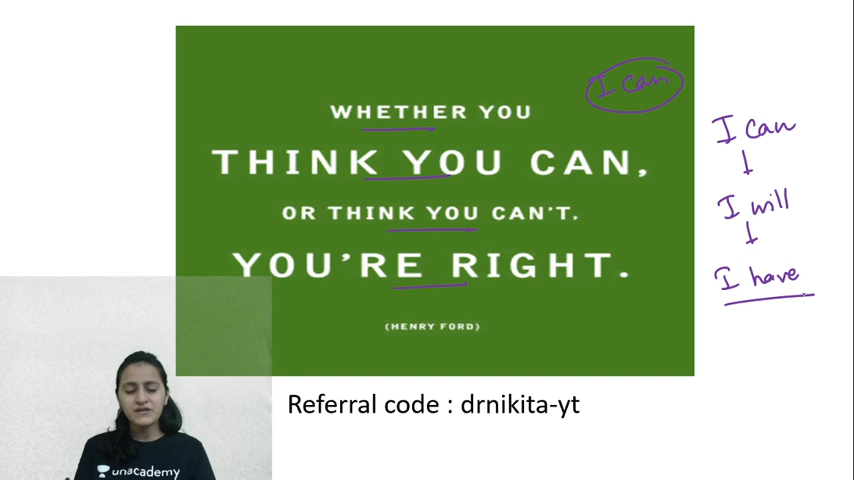 WHETHER YOU
THINK YOU CAN,
OR THINK YOU CAN'T.
YOU'RE RIGHT.
(HENRY FORD)
I can
I can
I will
I have
Referral code : drnikita-yt
unacademy